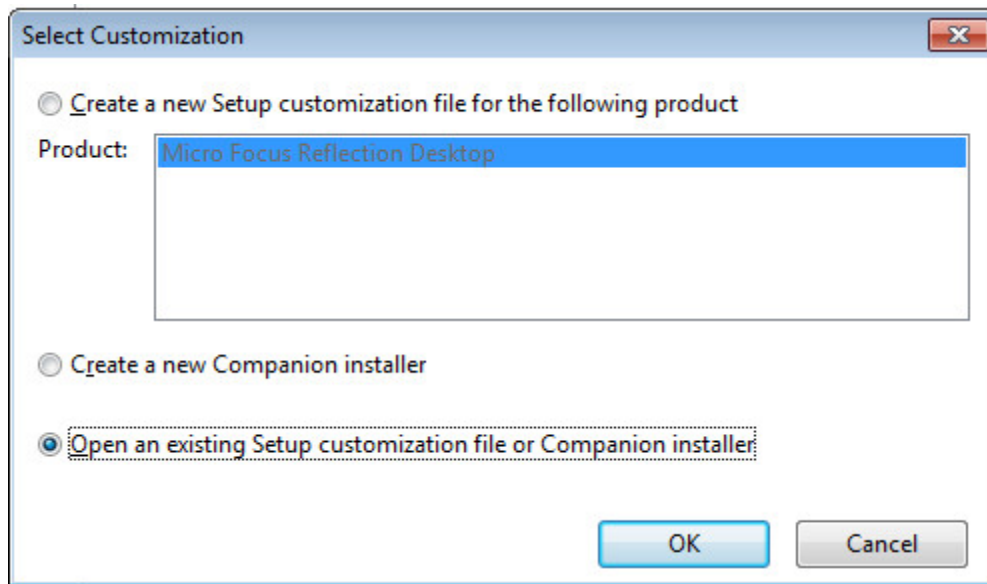 Select Customization
Create a new Setup customization file for the following product
Product:
Micro Focus Reflection Desktop
Create a new Companion installer
Open an existing Setup customization file or Companion installer
OK
Cancel